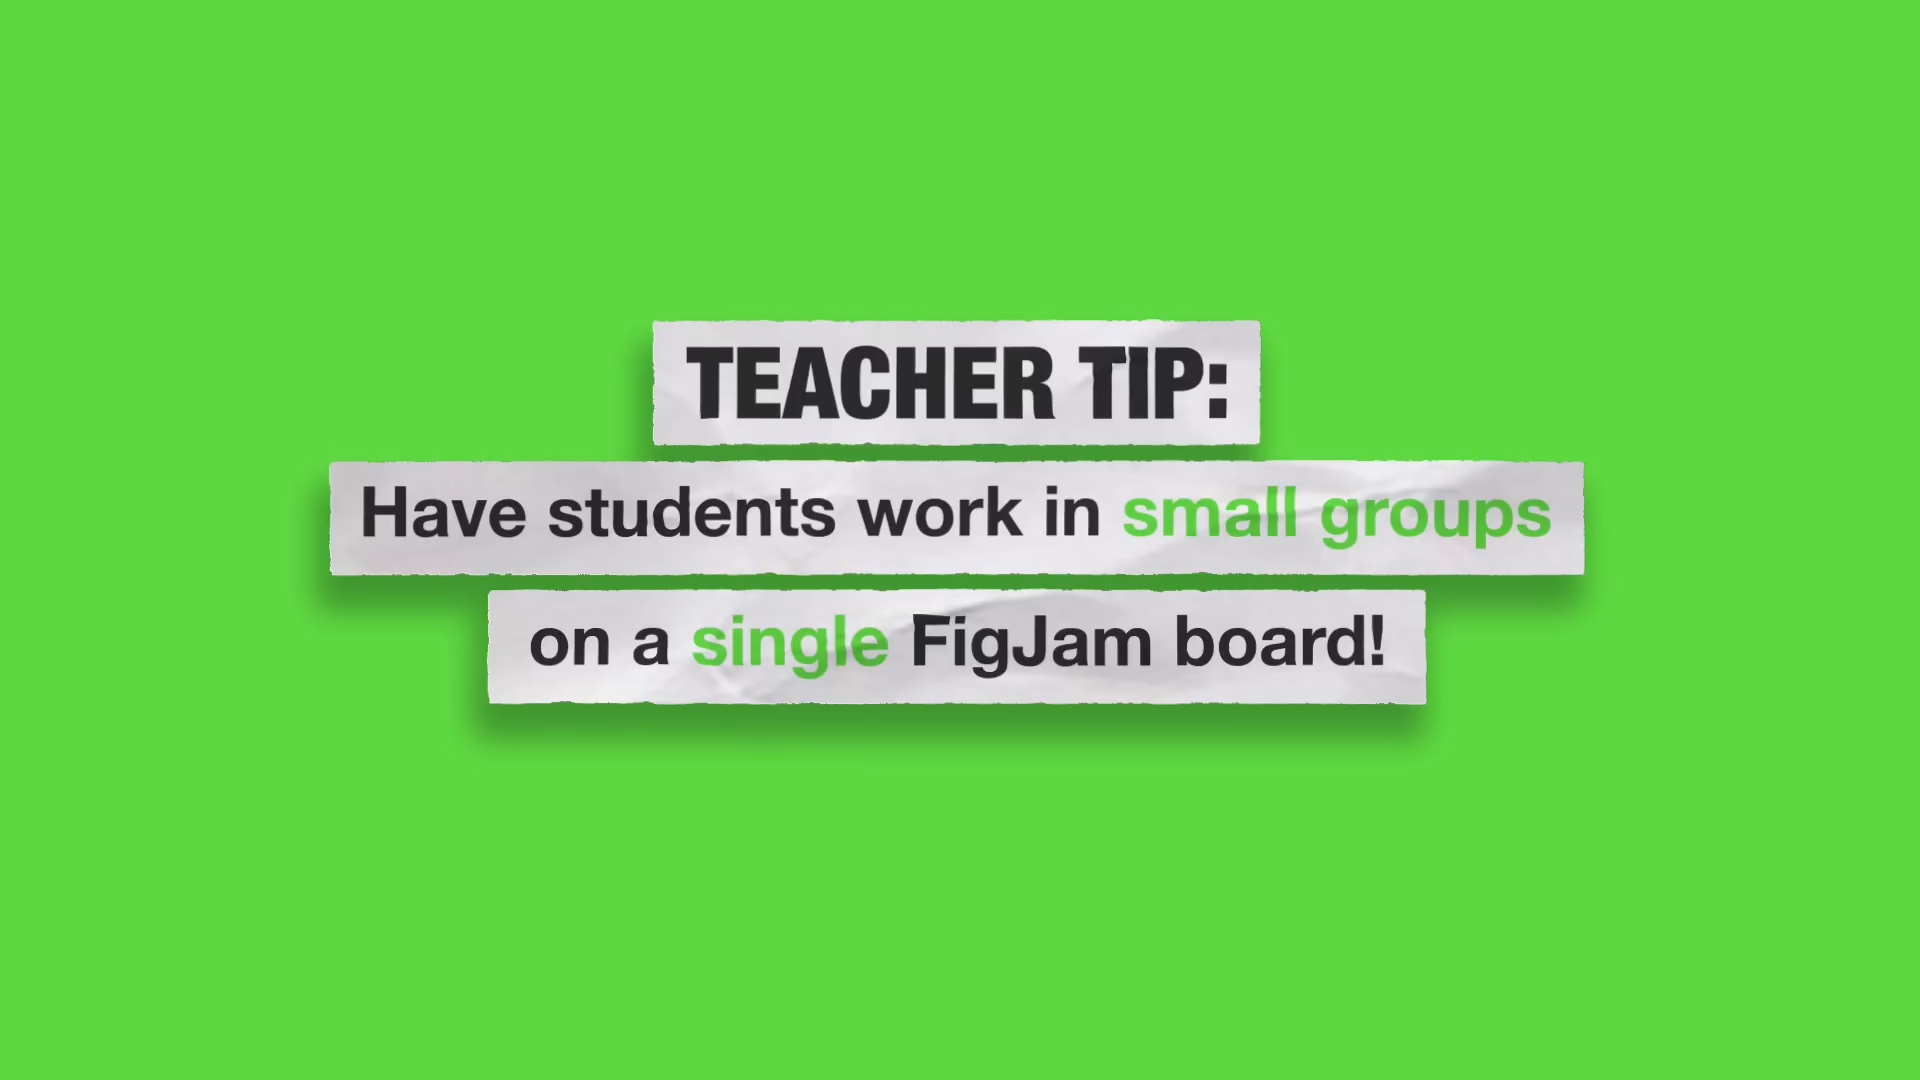 TEACHER TIP:
Have students work in small groups
on a single FigJam board!